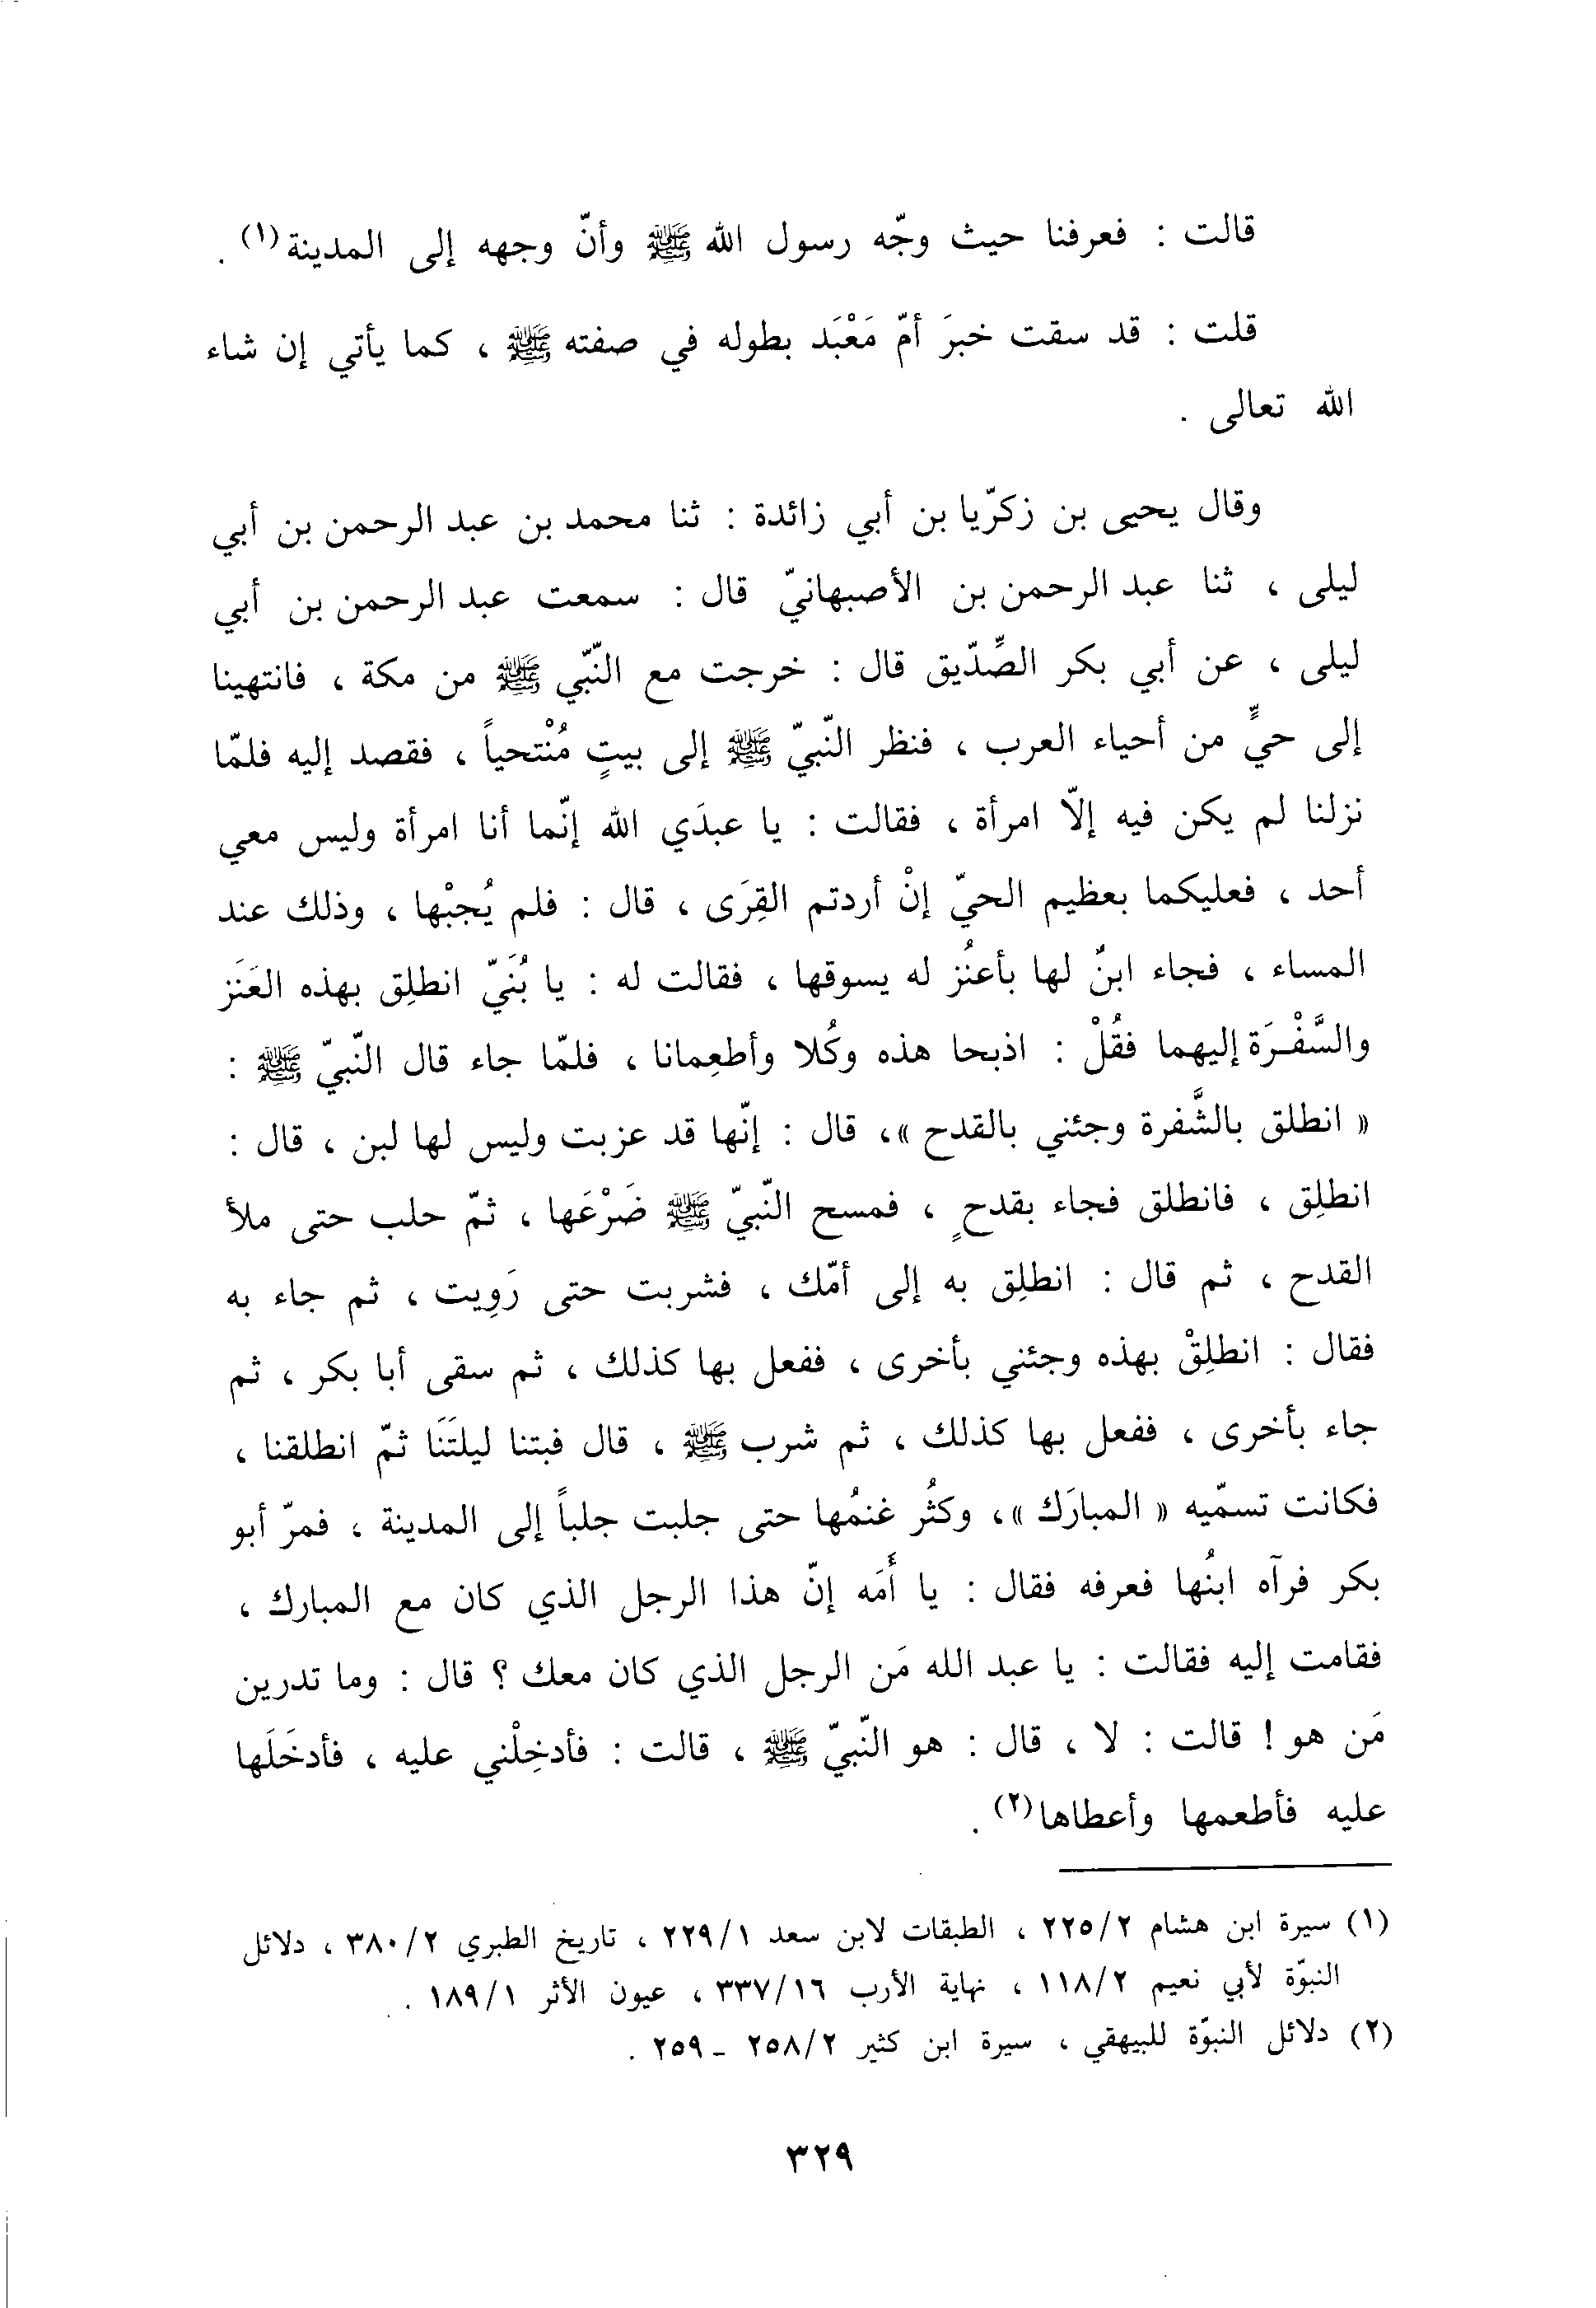 قالت : فعرفنا حيث وجّه رسول الله ﷺ وأنّ وجهه إلى المدينة(١) .
قلت : قد سقت خبرَ أمّ مَعْبَد بطوله في صفته ﷺ ، كما يأتي إن شاء
الله تعالى .
وقال يحيى بن زكرّيا بن أبي زائدة : ثنا محمد بن عبد الرحمن بن أبي
ليلى ، ثنا عبد الرحمن بن الأصبهانيّ قال : سمعت عبد الرحمن بن أبي
ليلى ، عن أبي بكر الصِّدّيق قال : خرجت مع النّبّي ﷺ من مكة ، فانتهينا
إلى حيٍّ من أحياء العرب ، فنظر النّبيّ ﷺ إلى بيتٍ مُنْتحياً ، فقصد إليه فلمّا
نزلنا لم يكن فيه إلاّ امرأة ، فقالت : يا عبدَي الله إنّما أنا امرأة وليس معي
أحد ، فعليكما بعظيم الحيّ إنْ أردتم القِرَى ، قال : فلم يُجبْها ، وذلك عند
المساء ، فجاء ابنٌ لها بأعنُز له يسوقها ، فقالت له : يا بُنَيّ انطلِق بهذه العَنَز
والسَّفْرَة إليهما فقُلْ : اذبحا هذه وكُلا وأطعِمانا ، فلمّا جاء قال النّبيّ ﷺ :
« انطلق بالشَّفرة وجئني بالقدح »، قال : إنّها قد عزبت وليس لها لبن ، قال :
انطلِق ، فانطلق فجاء بقدحٍ ، فمسح النّبيّ ﷺ ضَرْعَها ، ثمّ حلب حتى ملأ
القدح ، ثم قال : انطلِق به إلى أمّك ، فشربت حتى رَوِيت ، ثم جاء به
فقال : انطلِقْ بهذه وجئني بأخرى ، ففعل بها كذلك ، ثم سقى أبا بكر ، ثم
جاء بأخرى ، ففعل بها كذلك ، ثم شرب ﷺ ، قال فبتنا ليلتَنَا ثمّ انطلقنا ،
فكانت تسمّيه « المبارَك »، وكثُر غنمُها حتى جلبت جلباً إلى المدينة ، فمرّ أبو
بكر فرآه ابنُها فعرفه فقال : يا أُمَه إنّ هذا الرجل الذي كان مع المبارك ،
فقامت إليه فقالت : يا عبد الله مَن الرجل الذي كان معك ؟ قال : وما تدرين
مَن هو ! قالت : لا ، قال : هو النّبيّ ﷺ ، قالت : فأدخِلْني عليه ، فأدخَلَها
عليه فأطعمها وأعطاها(٢) .
(١) سيرة ابن هشام ٢/٢٢٥ ، الطبقات لابن سعد ١/٢٢٩ ، تاريخ الطبري ٢/٣٨٠ ، دلائل
النبوّة لأبي نعيم ٢/١١٨ ، نهاية الأرب ١٦/٣٣٧ ، عيون الأثر ١/١٨٩ .
(٢) دلائل النبوّة للبيهقي ، سيرة ابن كثير ٢/٢٥٨ ـ ٢٥٩ .
٣٢٩